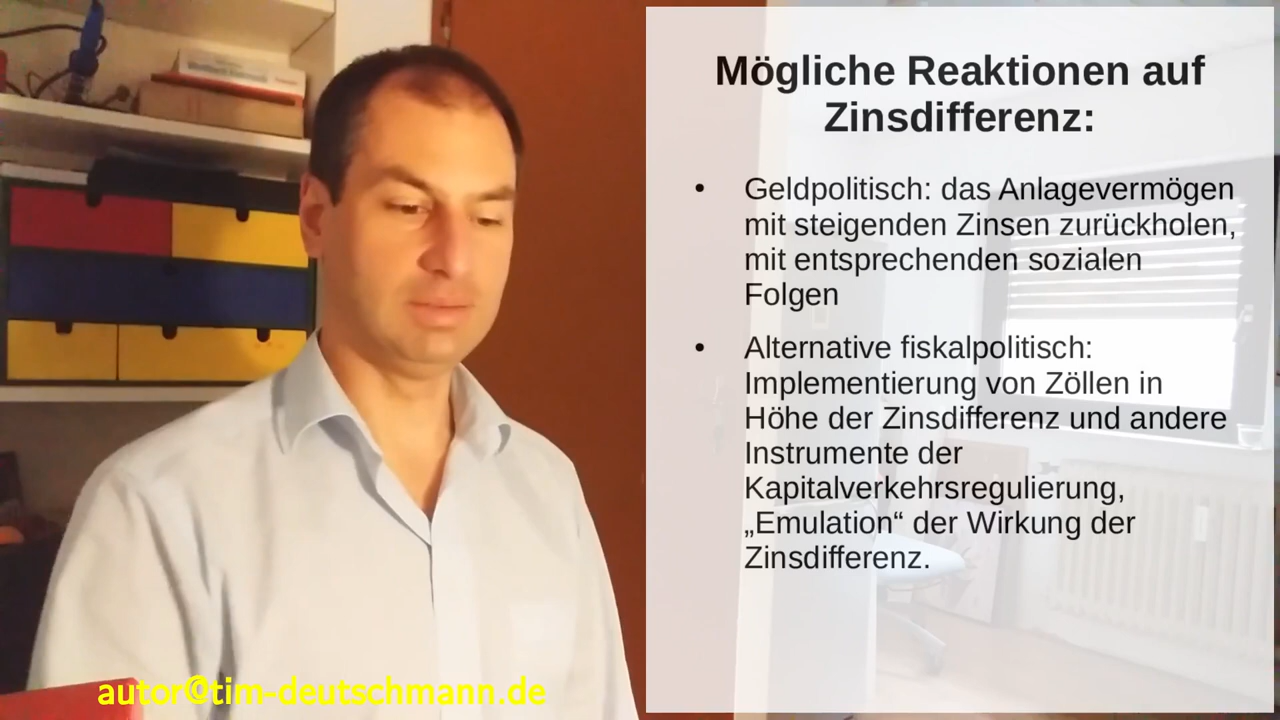 Mögliche Reaktionen auf
Zinsdifferenz:
• Geldpolitisch: das Anlagevermögen
mit steigenden Zinsen zurückholen,
mit entsprechenden sozialen
Folgen
• Alternative fiskalpolitisch:
Implementierung von Zöllen in
Höhe der Zinsdifferenz und andere
Instrumente der
Kapitalverkehrsregulierung,
„Emulation“ der Wirkung der
Zinsdifferenz.
autor@tim-deutschmann.de